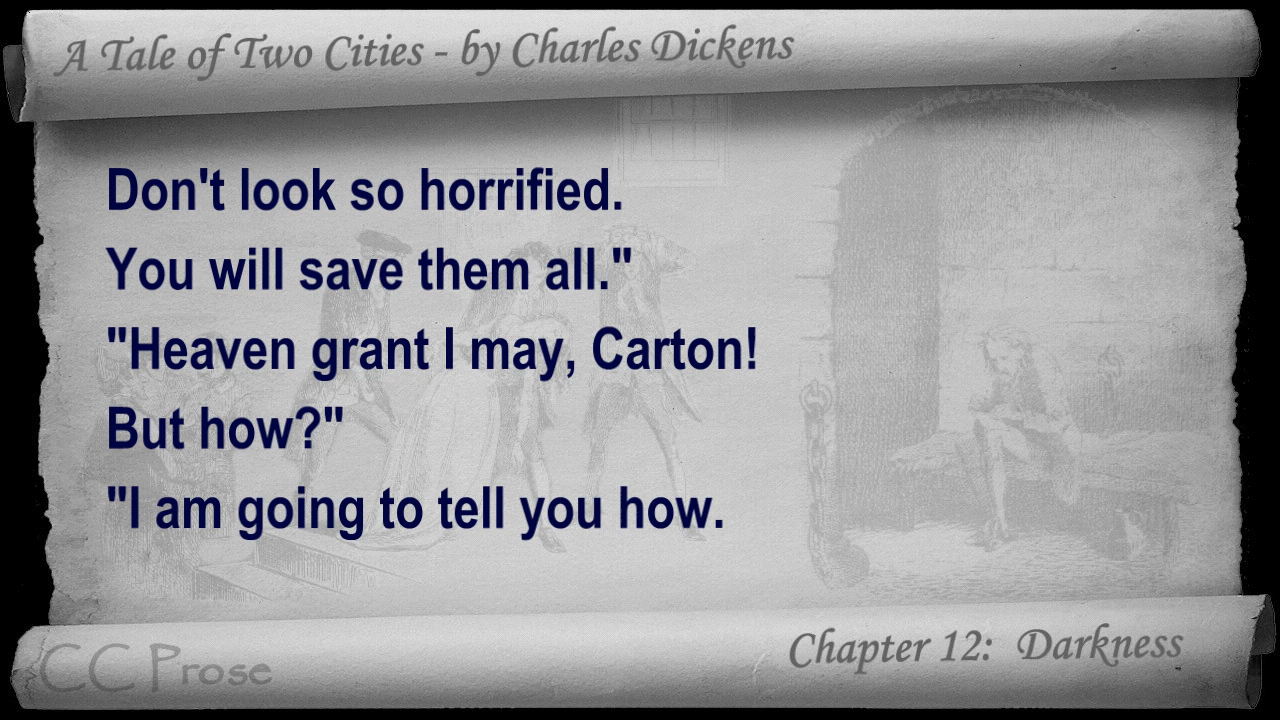 A Tale of Two Cities - by Charles Dickens
Don't look so horrified.
You will save them all."
"Heaven grant I may, Carton!
But how?"
"I am going to tell you how.
CC Prose
Chapter 12: Darkness